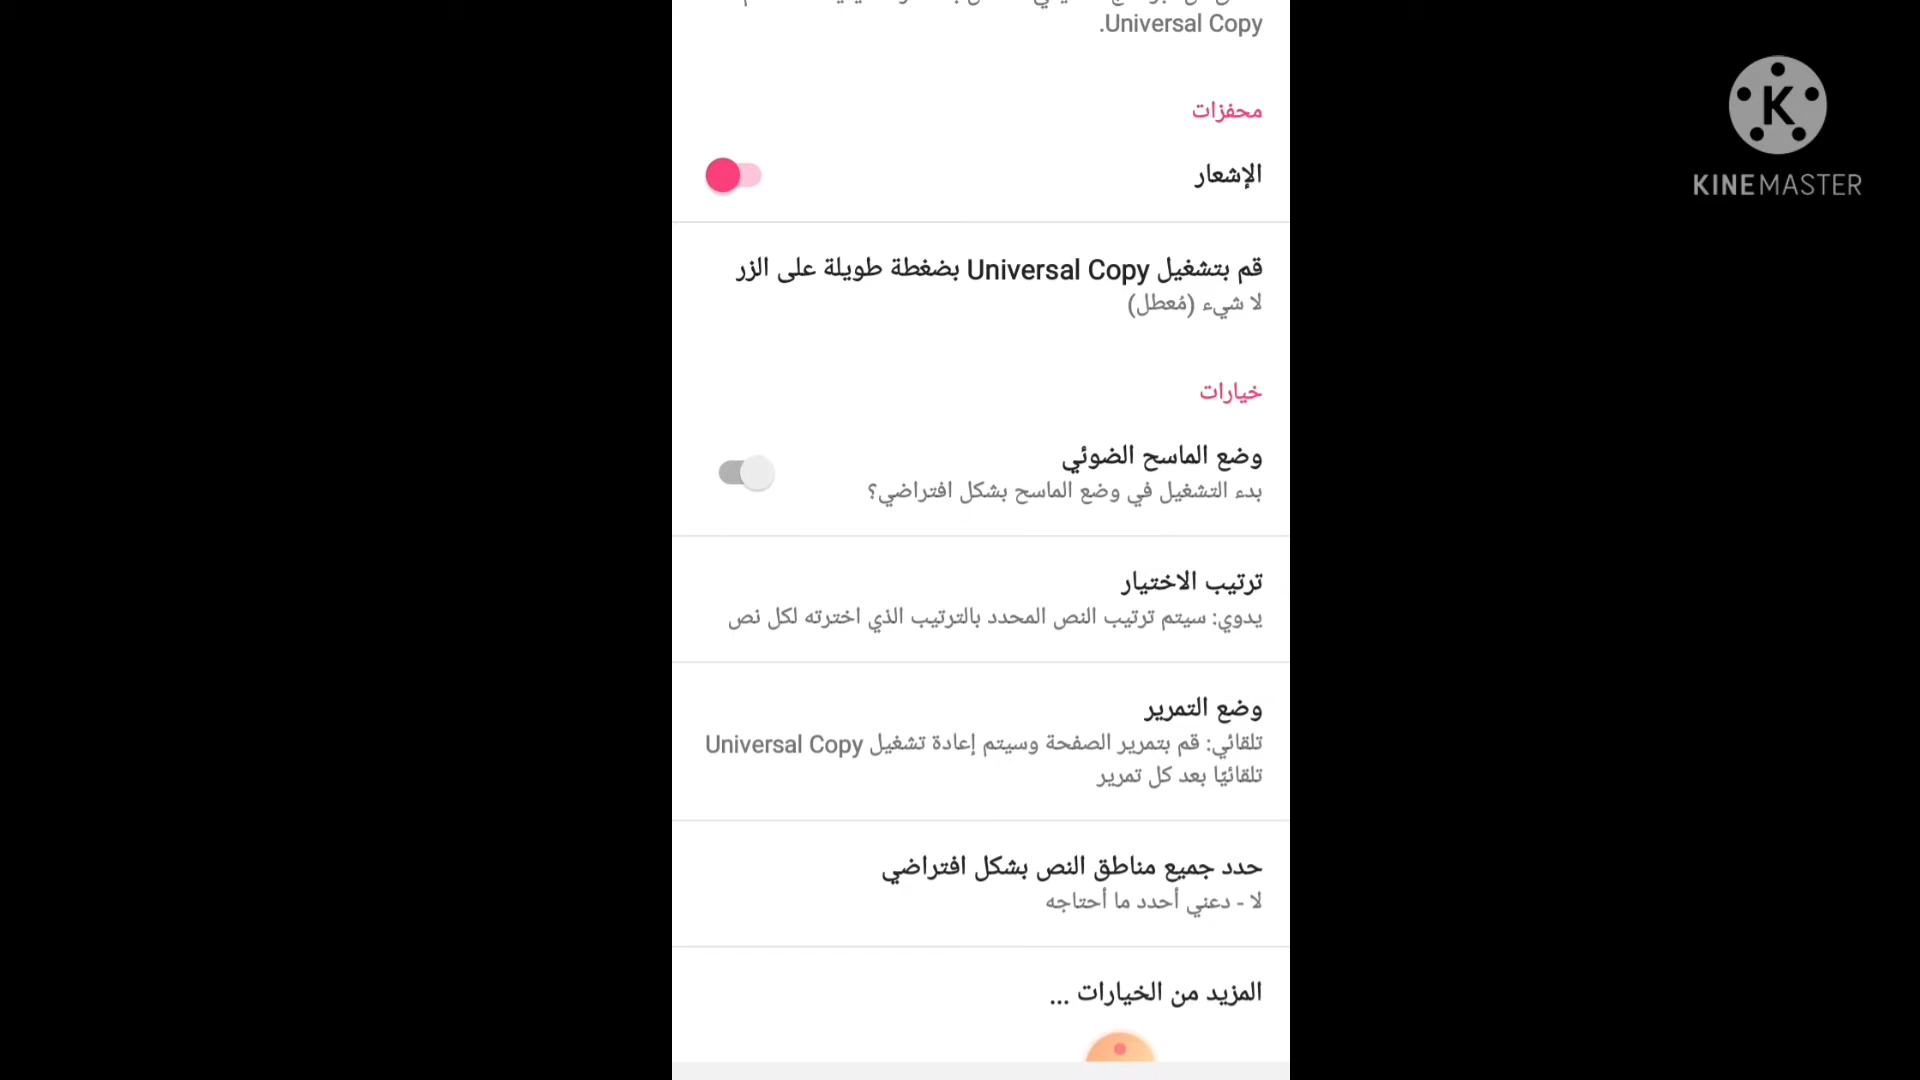 Universal Copy.
محفزات
الإشعار
قم بتشغيل Universal Copy بضغطة طويلة على الزر
لا شيء (مُعطل)
خيارات
وضع الماسح الضوئي
بدء التشغيل في وضع الماسح بشكل افتراضي؟
ترتيب الاختيار
يدوي: سيتم ترتيب النص المحدد بالترتيب الذي اخترته لكل نص
وضع التمرير
تلقائي: قم بتمرير الصفحة وسيتم إعادة تشغيل Universal Copy
تلقائيًا بعد كل تمرير
حدد جميع مناطق النص بشكل افتراضي
لا - دعني أحدد ما أحتاجه
المزيد من الخيارات ...
K
KINEMASTER